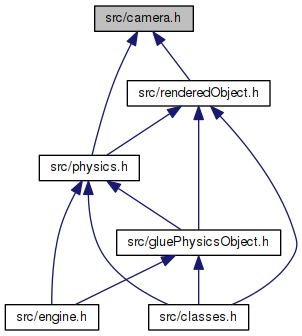 src/camera.h
src/renderedObject.h
src/physics.h
src/gluePhysicsObject.h
src/engine.h
src/classes.h